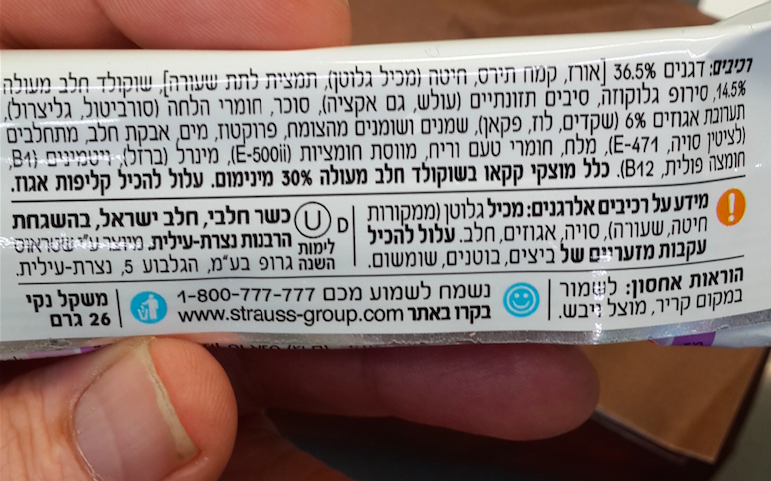 רכיבים: דגנים 36.5% [אורז, קמח תירס, חיטה (מכיל גלוטן), תמצית לתת שעורה], שוקולד חלב מעולה
14.5%, סירופ גלוקוזה, סיבים תזונתיים (עולש, גם אקציה), סוכר, חומרי הלחה (סורביטול, גליצרול),
תערובת אגוזים 6% (שקדים, לוז, פקאן), שמנים ושומנים מהצומח, פרוקטוז, מים, אבקת חלב, מתחלבים
(לציטין סויה, E-471), מלח, חומרי טעם וריח, מווסת חומציות (E-500ii), מינרל (ברזל), ויטמינים (B1,
חומצה פולית, B12). כלל מוצקי קקאו בשוקולד חלב מעולה 30% מינימום. עלול להכיל קליפות אגוז.
מידע על רכיבים אלרגנים: מכיל גלוטן (ממקורות
חיטה, שעורה), סויה, אגוזים, חלב. עלול להכיל
עקבות מזעריים של ביצים, בוטנים, שומשום.
U D
לימות
השנה
כשר חלבי, חלב ישראל, בהשגחת
הרבנות נצרת-עילית. מיוצר ע"י שטראוס
גרופ בע"מ, הגלבוע 5, נצרת-עילית.
הוראות אחסון: לשמור
במקום קריר, מוצל ויבש.
נשמח לשמוע מכם 1-800-777-777
בקרו באתר www.strauss-group.com
משקל נקי
26 גרם